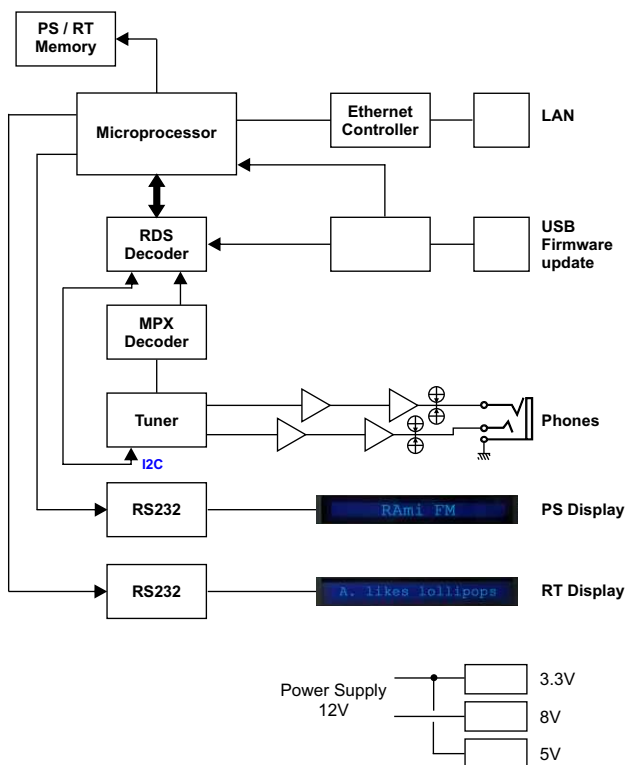 PS / RT
Memory
Microprocessor
Ethernet
Controller
LAN
RDS
Decoder
USB
Firmware
update
MPX
Decoder
Tuner
Phones
I2C
RS232
RAmi FM
PS Display
RS232
A. likes lollipops
RT Display
Power Supply
12V
3.3V
8V
5V